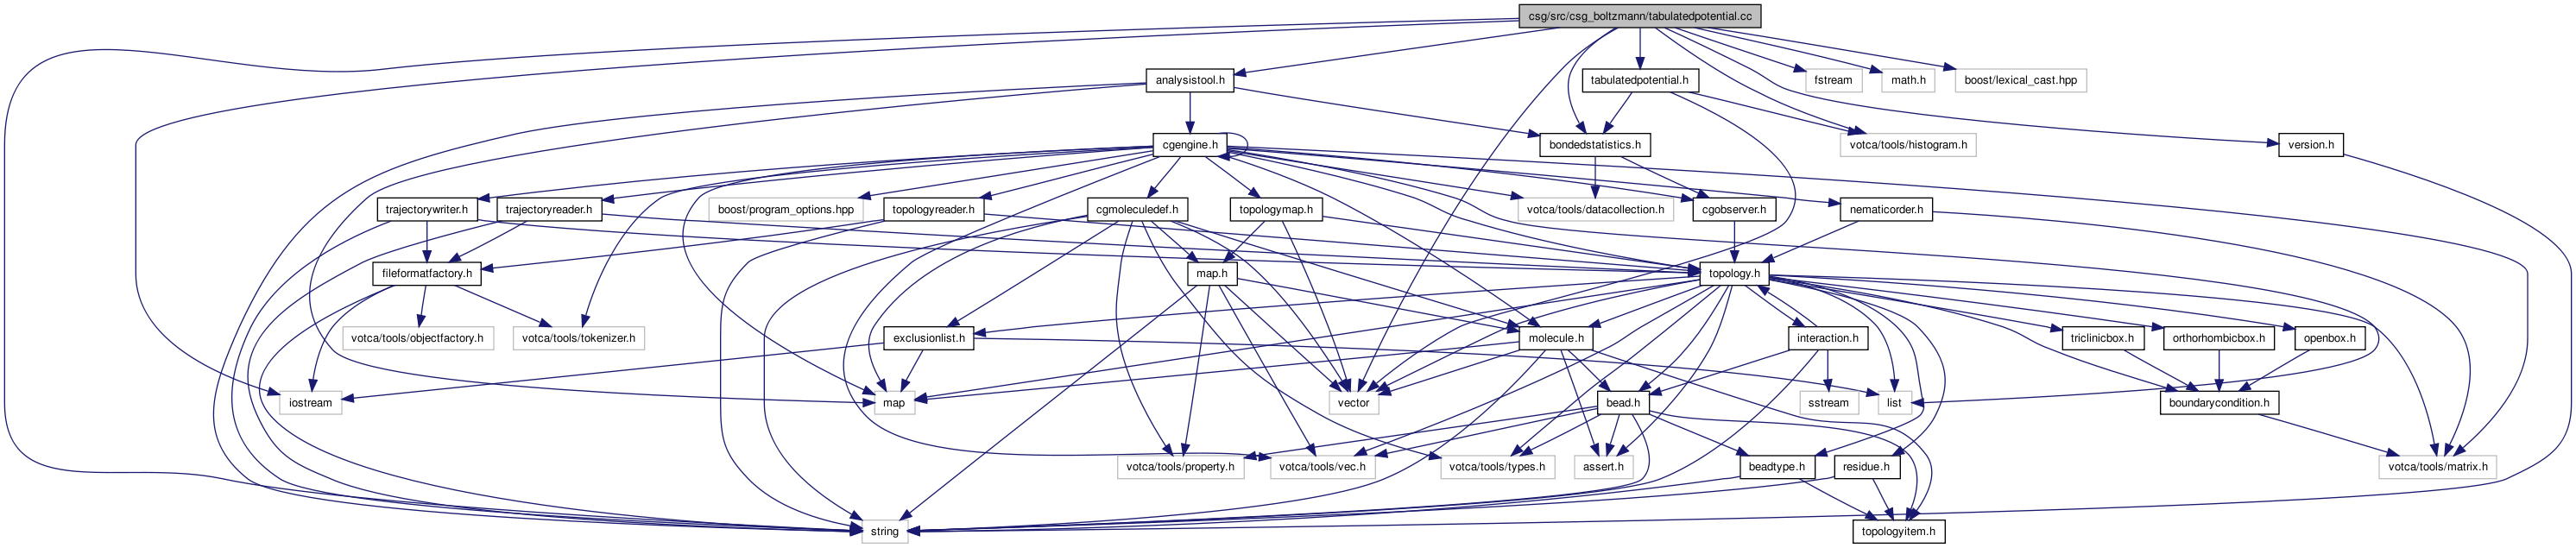 csg/src/csg_boltzmann/tabulatedpotential.cc
analysistool.h
tabulatedpotential.h
fstream
math.h
boost/lexical_cast.hpp
cgengine.h
bondedstatistics.h
votca/tools/histogram.h
version.h
trajectorywriter.h
trajectoryreader.h
boost/program_options.hpp
topologyreader.h
cgmoleculedef.h
topologymap.h
votca/tools/datacollection.h
cgobserver.h
nematicorder.h
fileformatfactory.h
map.h
topology.h
votca/tools/objectfactory.h
votca/tools/tokenizer.h
exclusionlist.h
molecule.h
interaction.h
triclinicbox.h
orthorhombicbox.h
openbox.h
iostream
map
vector
bead.h
sstream
list
boundarycondition.h
votca/tools/property.h
votca/tools/vec.h
votca/tools/types.h
assert.h
beadtype.h
residue.h
votca/tools/matrix.h
string
topologyitem.h